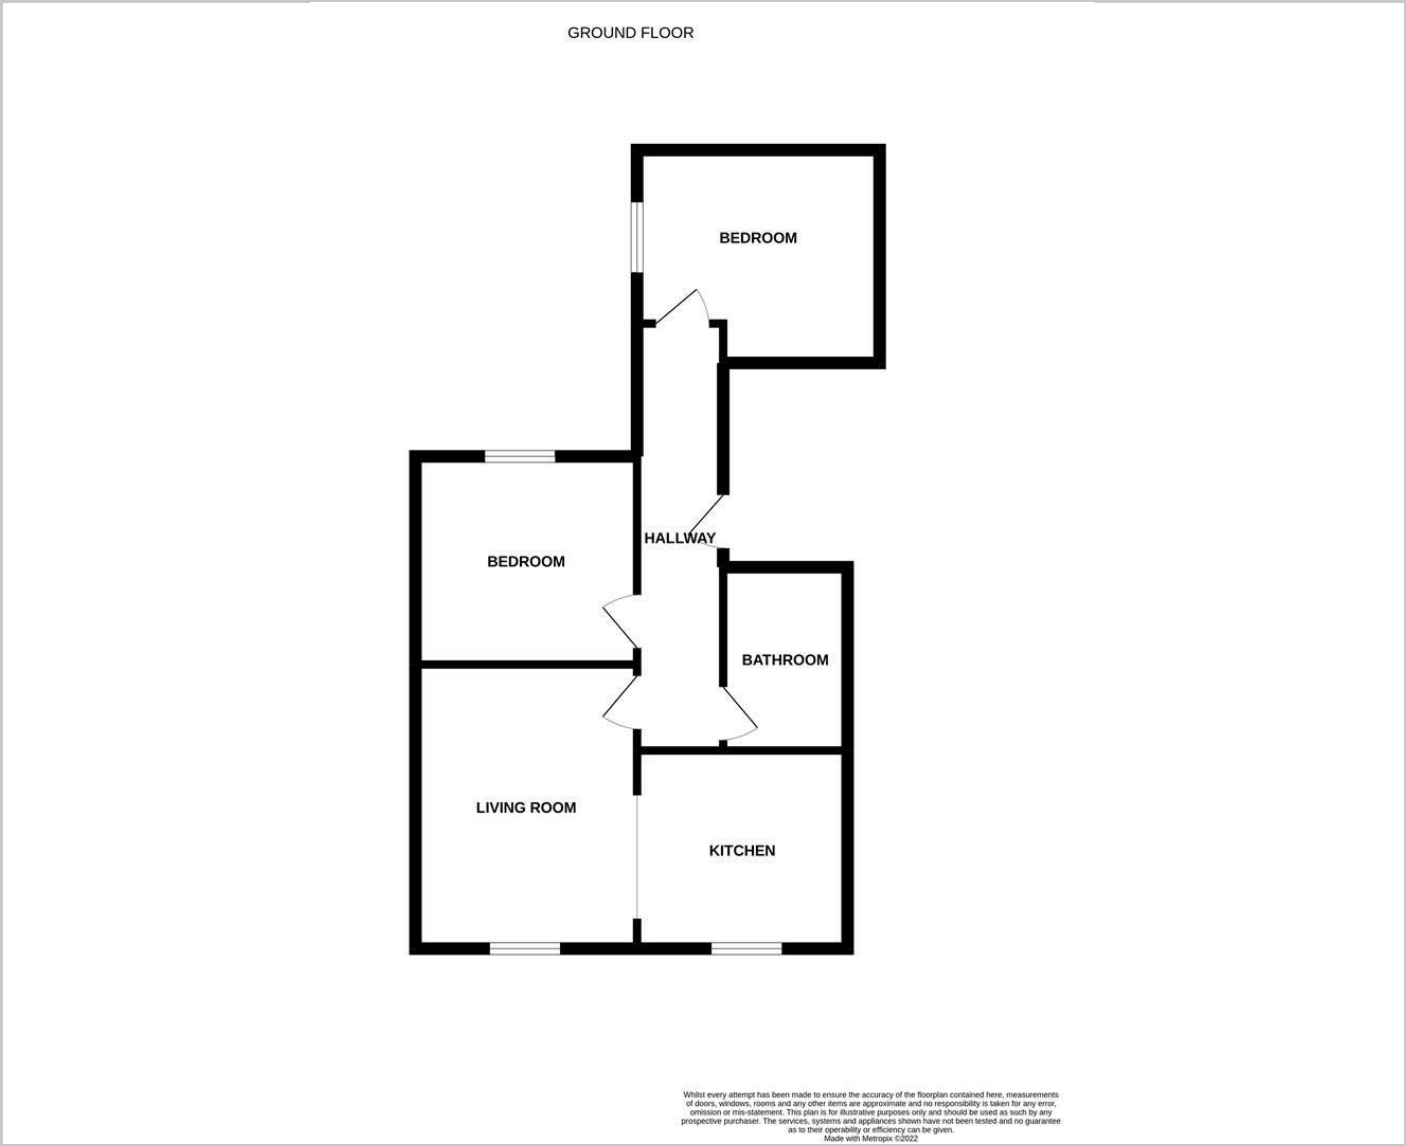 GROUND FLOOR
BEDROOM
HALLWAY
BEDROOM
BATHROOM
LIVING ROOM
KITCHEN
Whilst every attempt has been made to ensure the accuracy of the floorplan contained here, measurements
of doors, windows, rooms and any other items are approximate and no responsibility is taken for any error,
omission or mis-statement. This plan is for illustrative purposes only and should be used as such by any
prospective purchaser. The services, systems and appliances shown have not been tested and no guarantee
as to their operability or efficiency can be given.
Made with Metropix ©2022